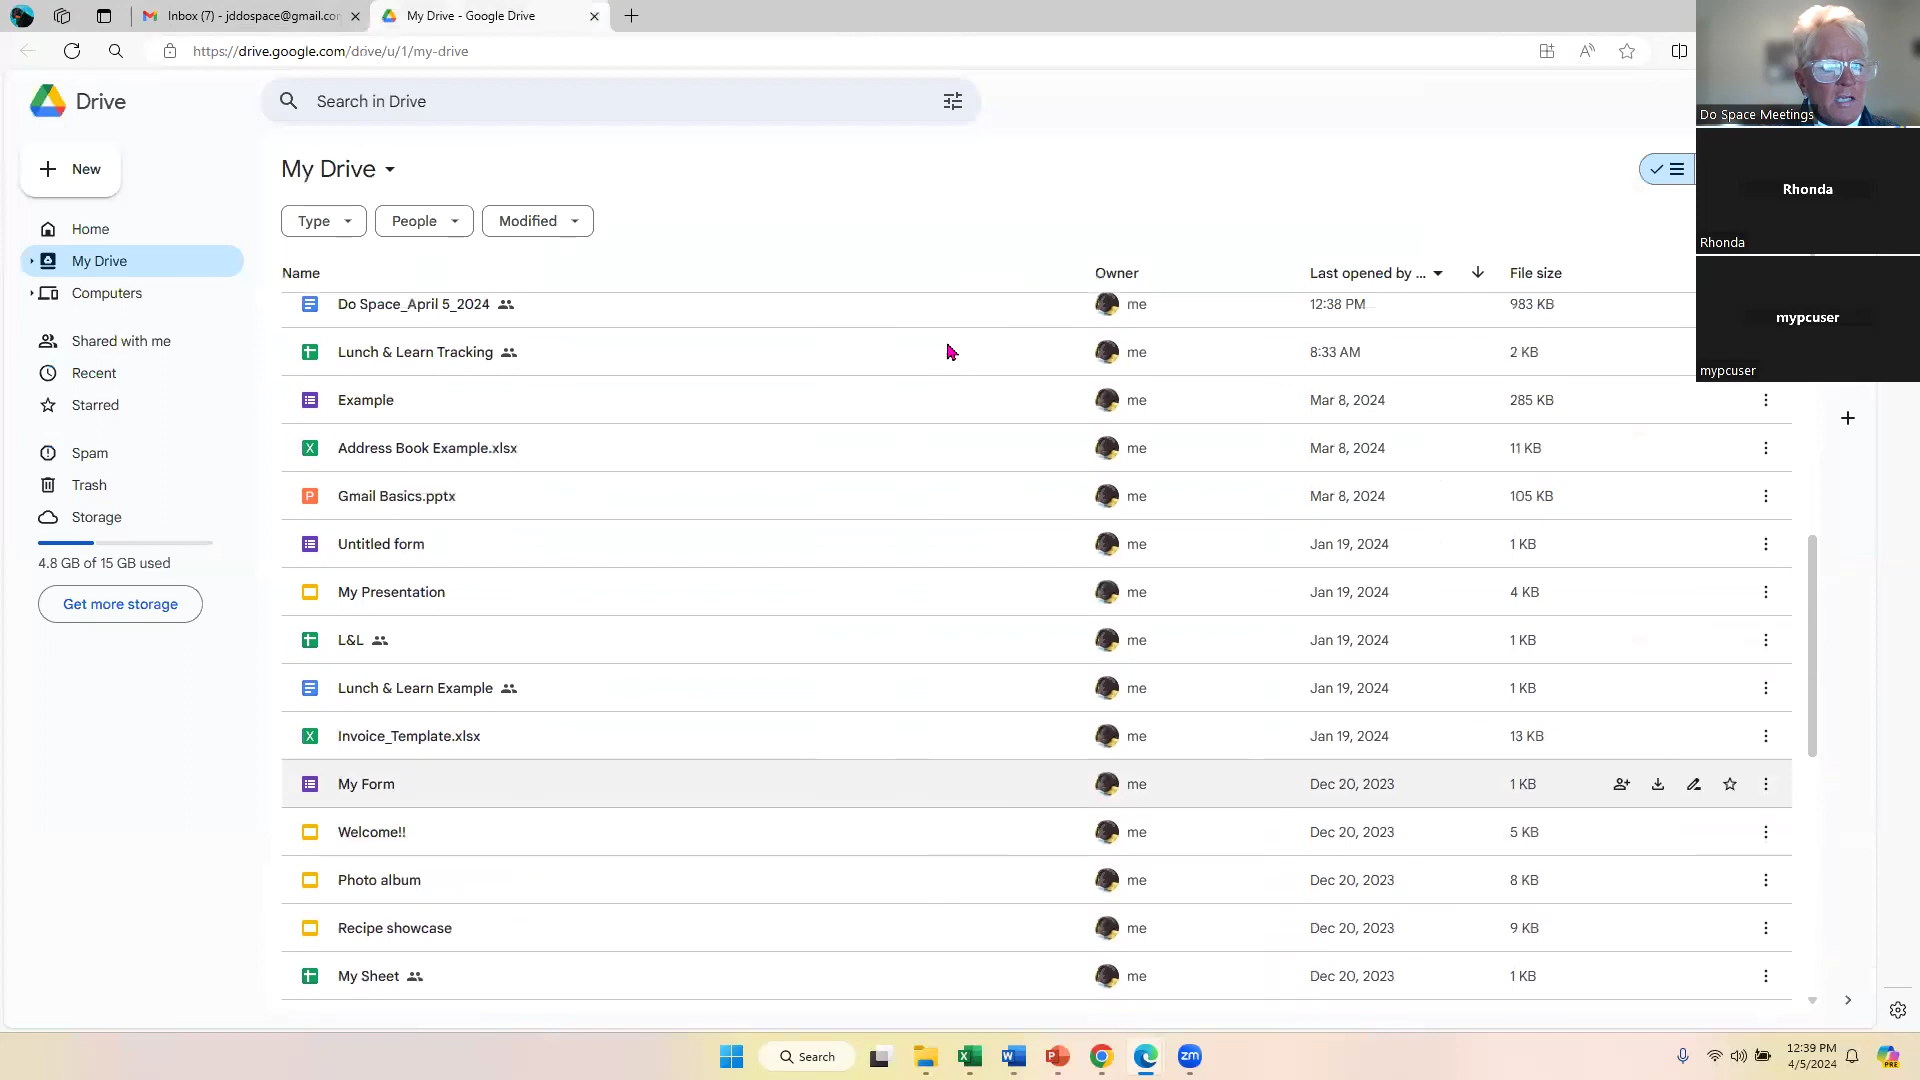 Inbox (7) - jddospace@gmail.co
My Drive - Google Drive
https://drive.google.com/drive/u/1/my-drive
Drive
Search in Drive
New
Home
My Drive
Computers
Shared with me
Recent
Starred
Spam
Trash
Storage
4.8 GB of 15 GB used
Get more storage
My Drive
Type
People
Modified
Name
Owner
Last opened by ...
File size
Do Space_April 5_2024
me
12:38 PM
983 KB
Lunch & Learn Tracking
me
8:33 AM
2 KB
Example
me
Mar 8, 2024
285 KB
Address Book Example.xlsx
me
Mar 8, 2024
11 KB
Gmail Basics.pptx
me
Mar 8, 2024
105 KB
Untitled form
me
Jan 19, 2024
1 KB
My Presentation
me
Jan 19, 2024
4 KB
L&L
me
Jan 19, 2024
1 KB
Lunch & Learn Example
me
Jan 19, 2024
1 KB
Invoice_Template.xlsx
me
Jan 19, 2024
13 KB
My Form
me
Dec 20, 2023
1 KB
Welcome!!
me
Dec 20, 2023
5 KB
Photo album
me
Dec 20, 2023
8 KB
Recipe showcase
me
Dec 20, 2023
9 KB
My Sheet
me
Dec 20, 2023
1 KB
Do Space Meetings
Rhonda
Rhonda
mypcuser
mypcuser
Search
zm
12:39 PM
4/5/2024
PRE